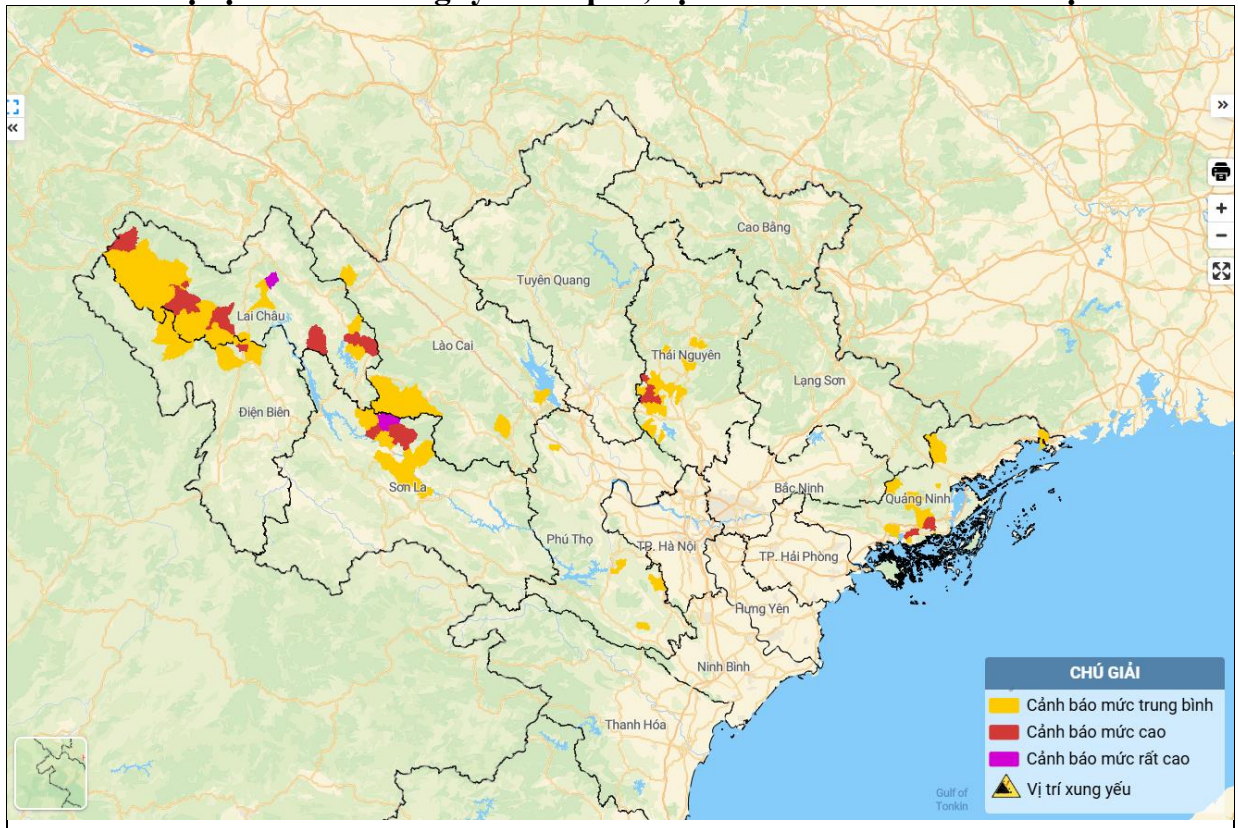 Cao Bằng
Tuyên Quang
Lai Châu
Lào Cai
Thái Nguyên
Lạng Sơn
Điện Biên
Sơn La
Bắc Ninh
Quảng Ninh
Phú Thọ
TP. Hà Nội
TP. Hải Phòng
Hưng Yên
Ninh Bình
Thanh Hóa
Gulf of
Tonkin
CHÚ GIẢI
Cảnh báo mức trung bình
Cảnh báo mức cao
Cảnh báo mức rất cao
Vị trí xung yếu